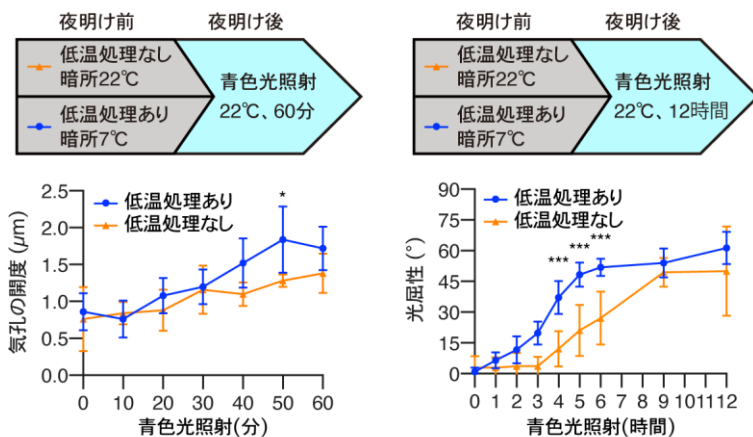 夜明け前 夜明け後
低温処理なし
暗所22℃
低温処理あり
暗所7℃
青色光照射
22℃、60分
気孔の開度 (μm)
2.5
2.0
1.5
1.0
0.5
0.0
低温処理あり
低温処理なし
*
0 10 20 30 40 50 60
青色光照射(分)
夜明け前 夜明け後
低温処理なし
暗所22℃
低温処理あり
暗所7℃
青色光照射
22℃、12時間
光屈性 (°)
90
75
60
45
30
15
0
低温処理あり
低温処理なし
***
***
***
0 1 2 3 4 5 6 7 8 9 10 11 12
青色光照射(時間)